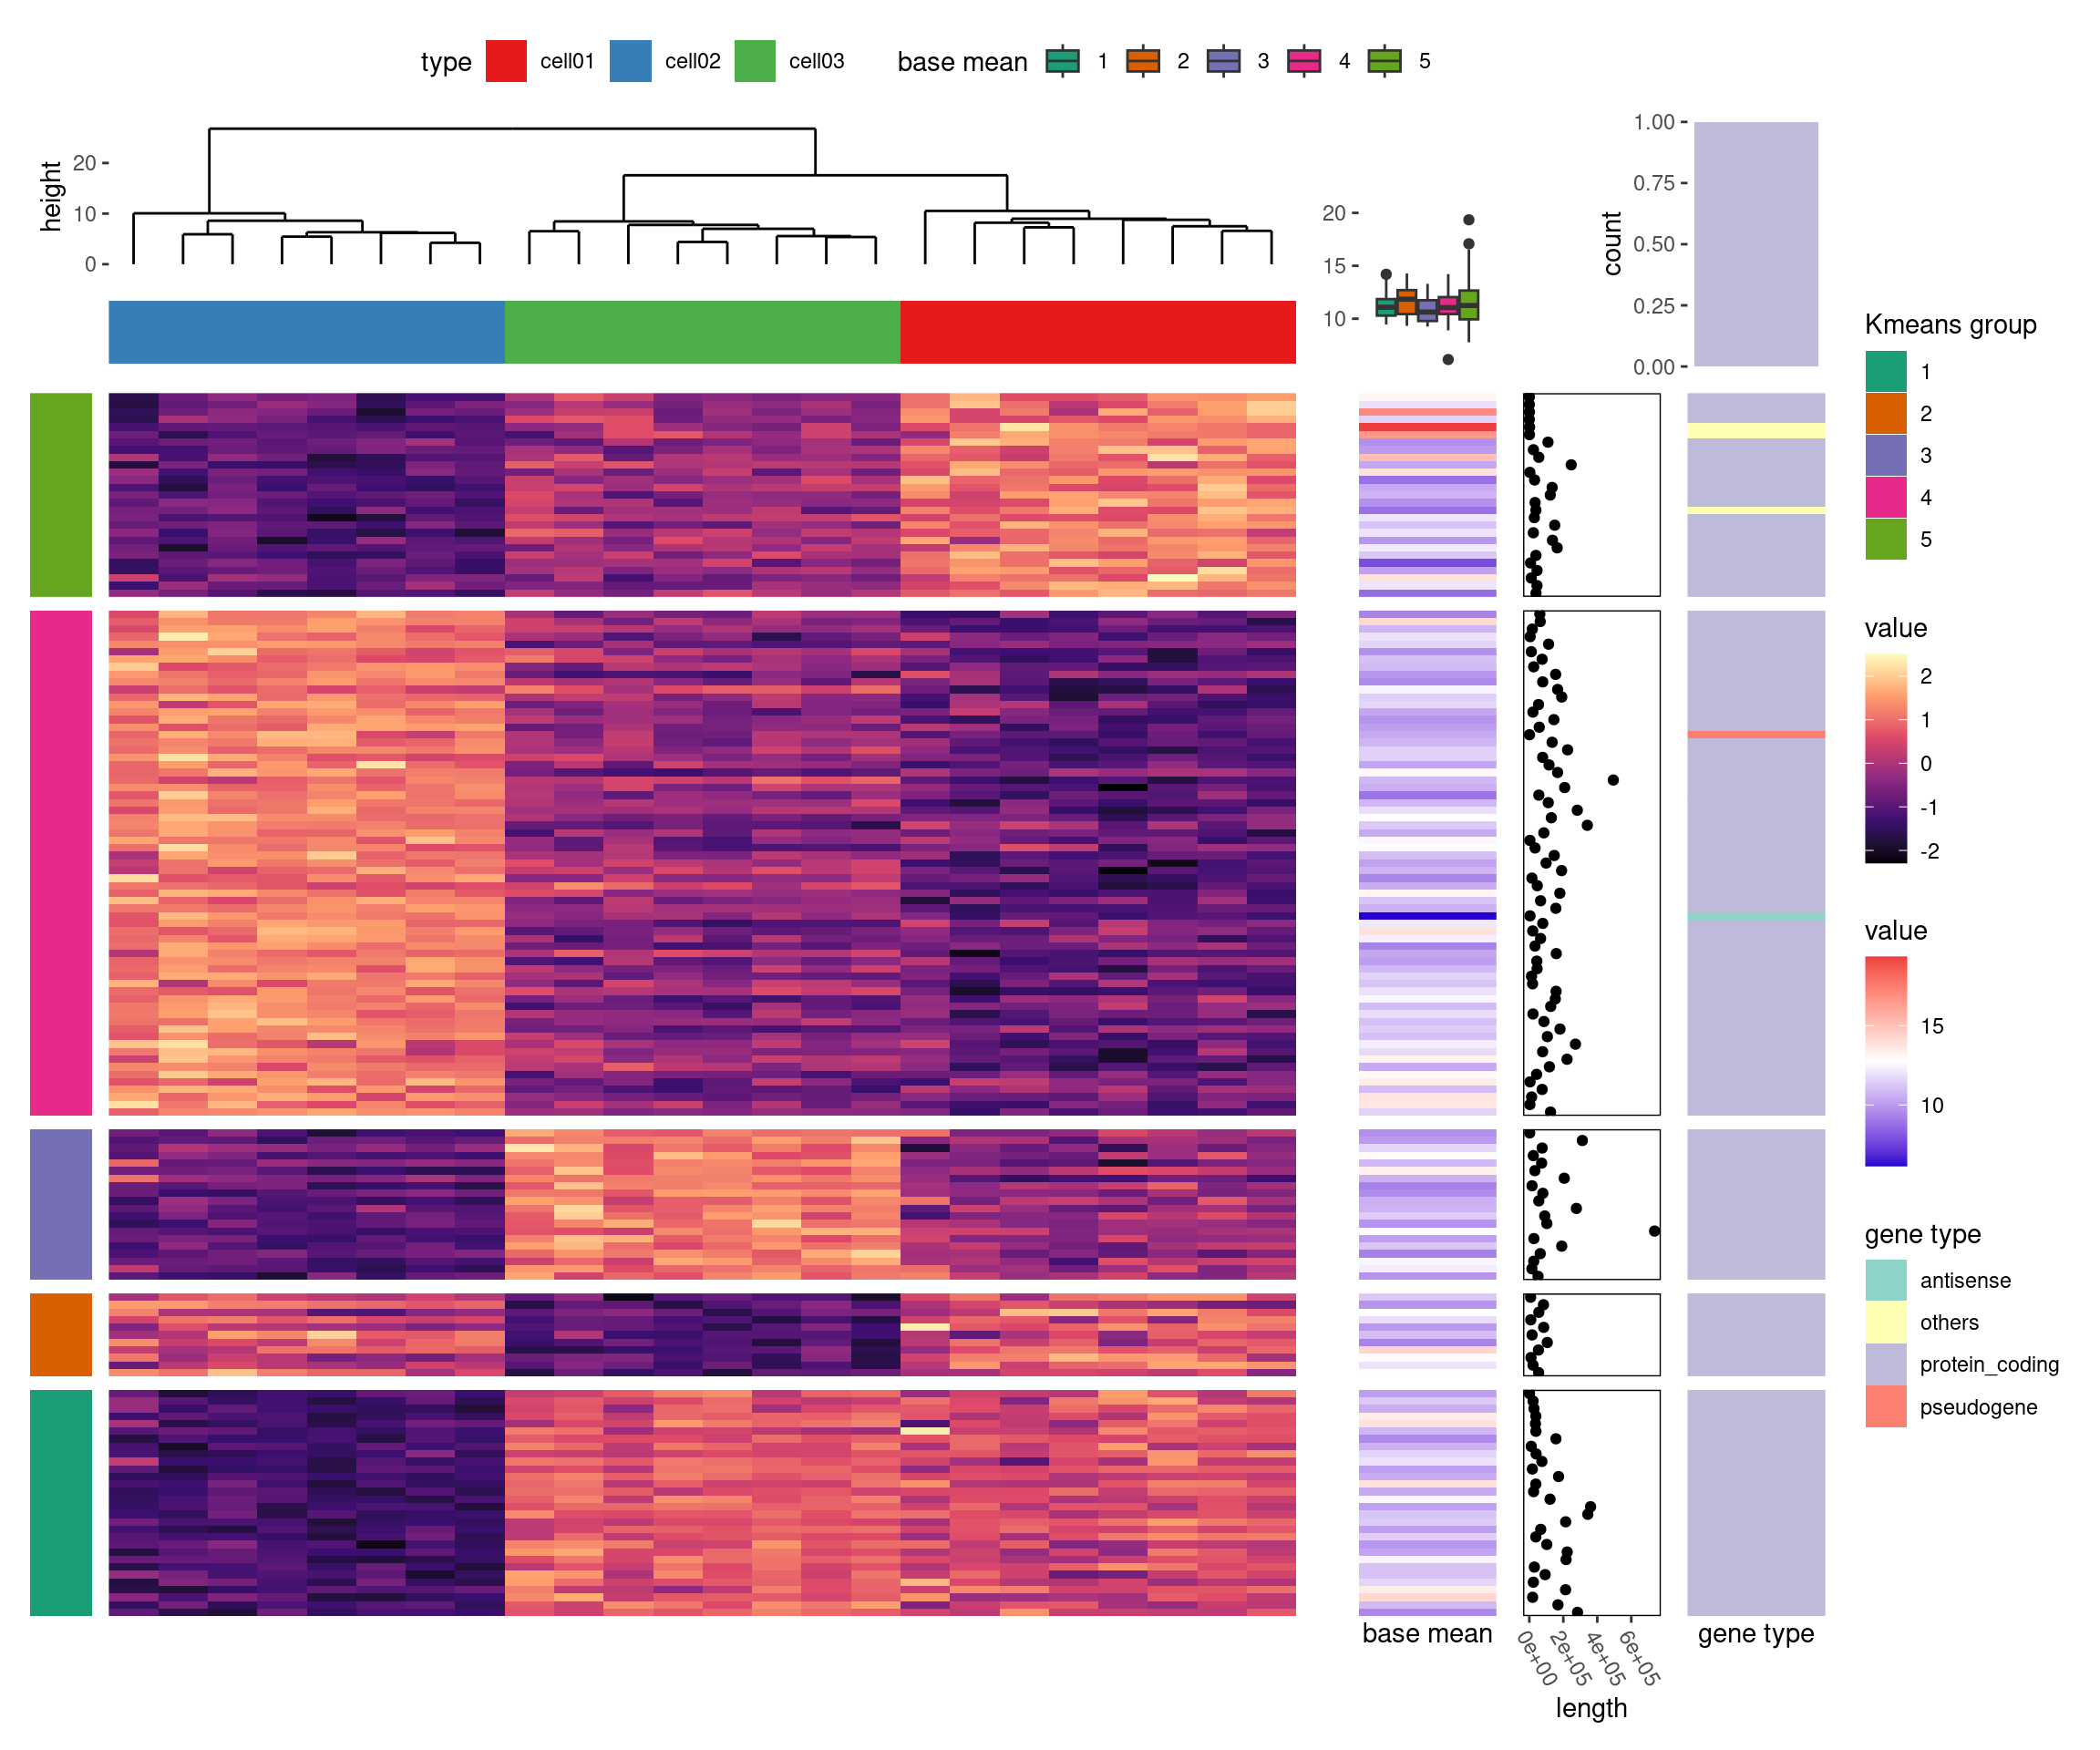 type cell01 cell02 cell03 base mean 1 2 3 4 5
height
20
10
0
20
15
10
count
1.00
0.75
0.50
0.25
0.00
Kmeans group
1
2
3
4
5
value
2
1
0
-1
-2
value
15
10
gene type
antisense
others
protein_coding
pseudogene
base mean
0e+00 2e+05 4e+05 6e+05
length
gene type